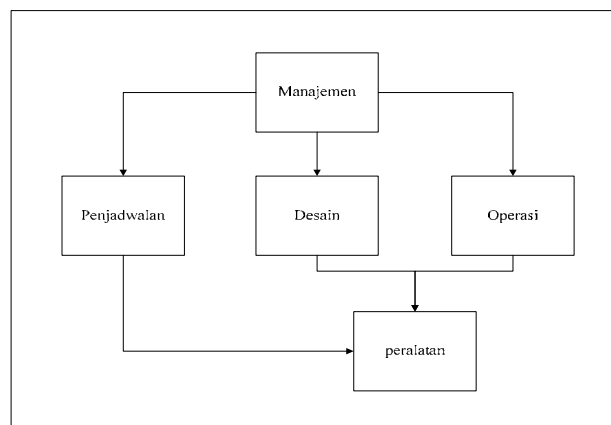 Manajemen
Penjadwalan
Desain
Operasi
peralatan